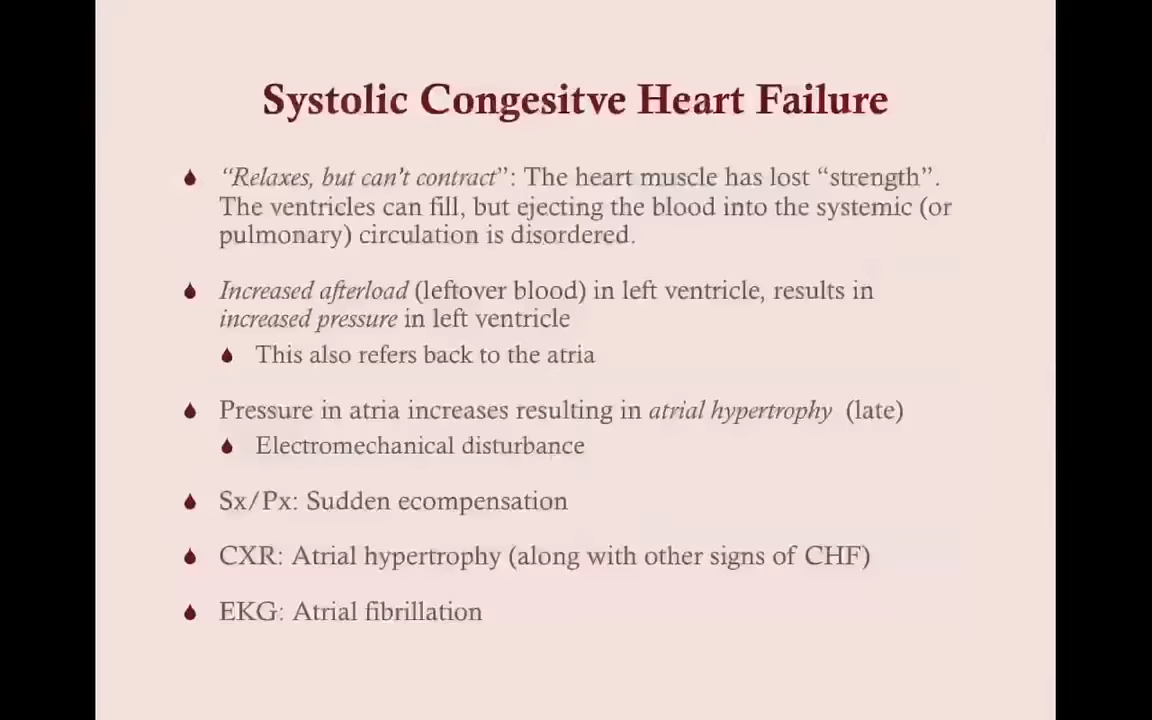 Systolic Congesitve Heart Failure
“Relaxes, but can’t contract”: The heart muscle has lost “strength”.
The ventricles can fill, but ejecting the blood into the systemic (or
pulmonary) circulation is disordered.
Increased afterload (leftover blood) in left ventricle, results in
increased pressure in left ventricle
This also refers back to the atria
Pressure in atria increases resulting in atrial hypertrophy (late)
Electromechanical disturbance
Sx/Px: Sudden ecompensation
CXR: Atrial hypertrophy (along with other signs of CHF)
EKG: Atrial fibrillation